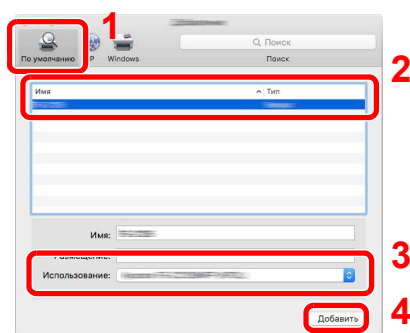 1
Поиск
По умолчанию P Windows Поиск
2
Имя Тип
Имя:
Размещение:
Использование:
3
Добавить
4